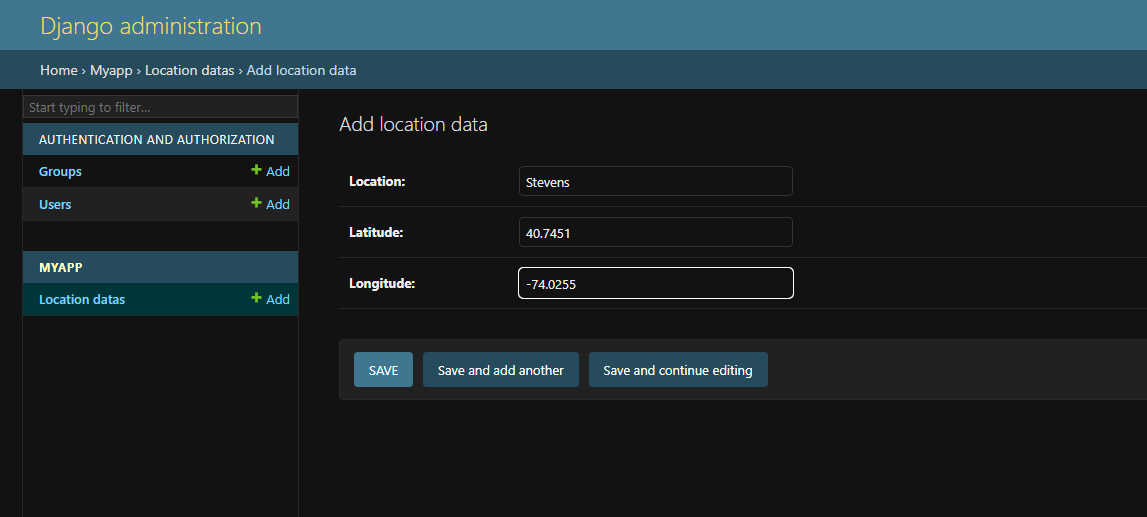 Django administration
Home › Myapp › Location datas › Add location data
Start typing to filter...
AUTHENTICATION AND AUTHORIZATION
Groups + Add
Users + Add
MYAPP
Location datas + Add
Add location data
Location: Stevens
Latitude: 40.7451
Longitude: -74.0255
SAVE Save and add another Save and continue editing